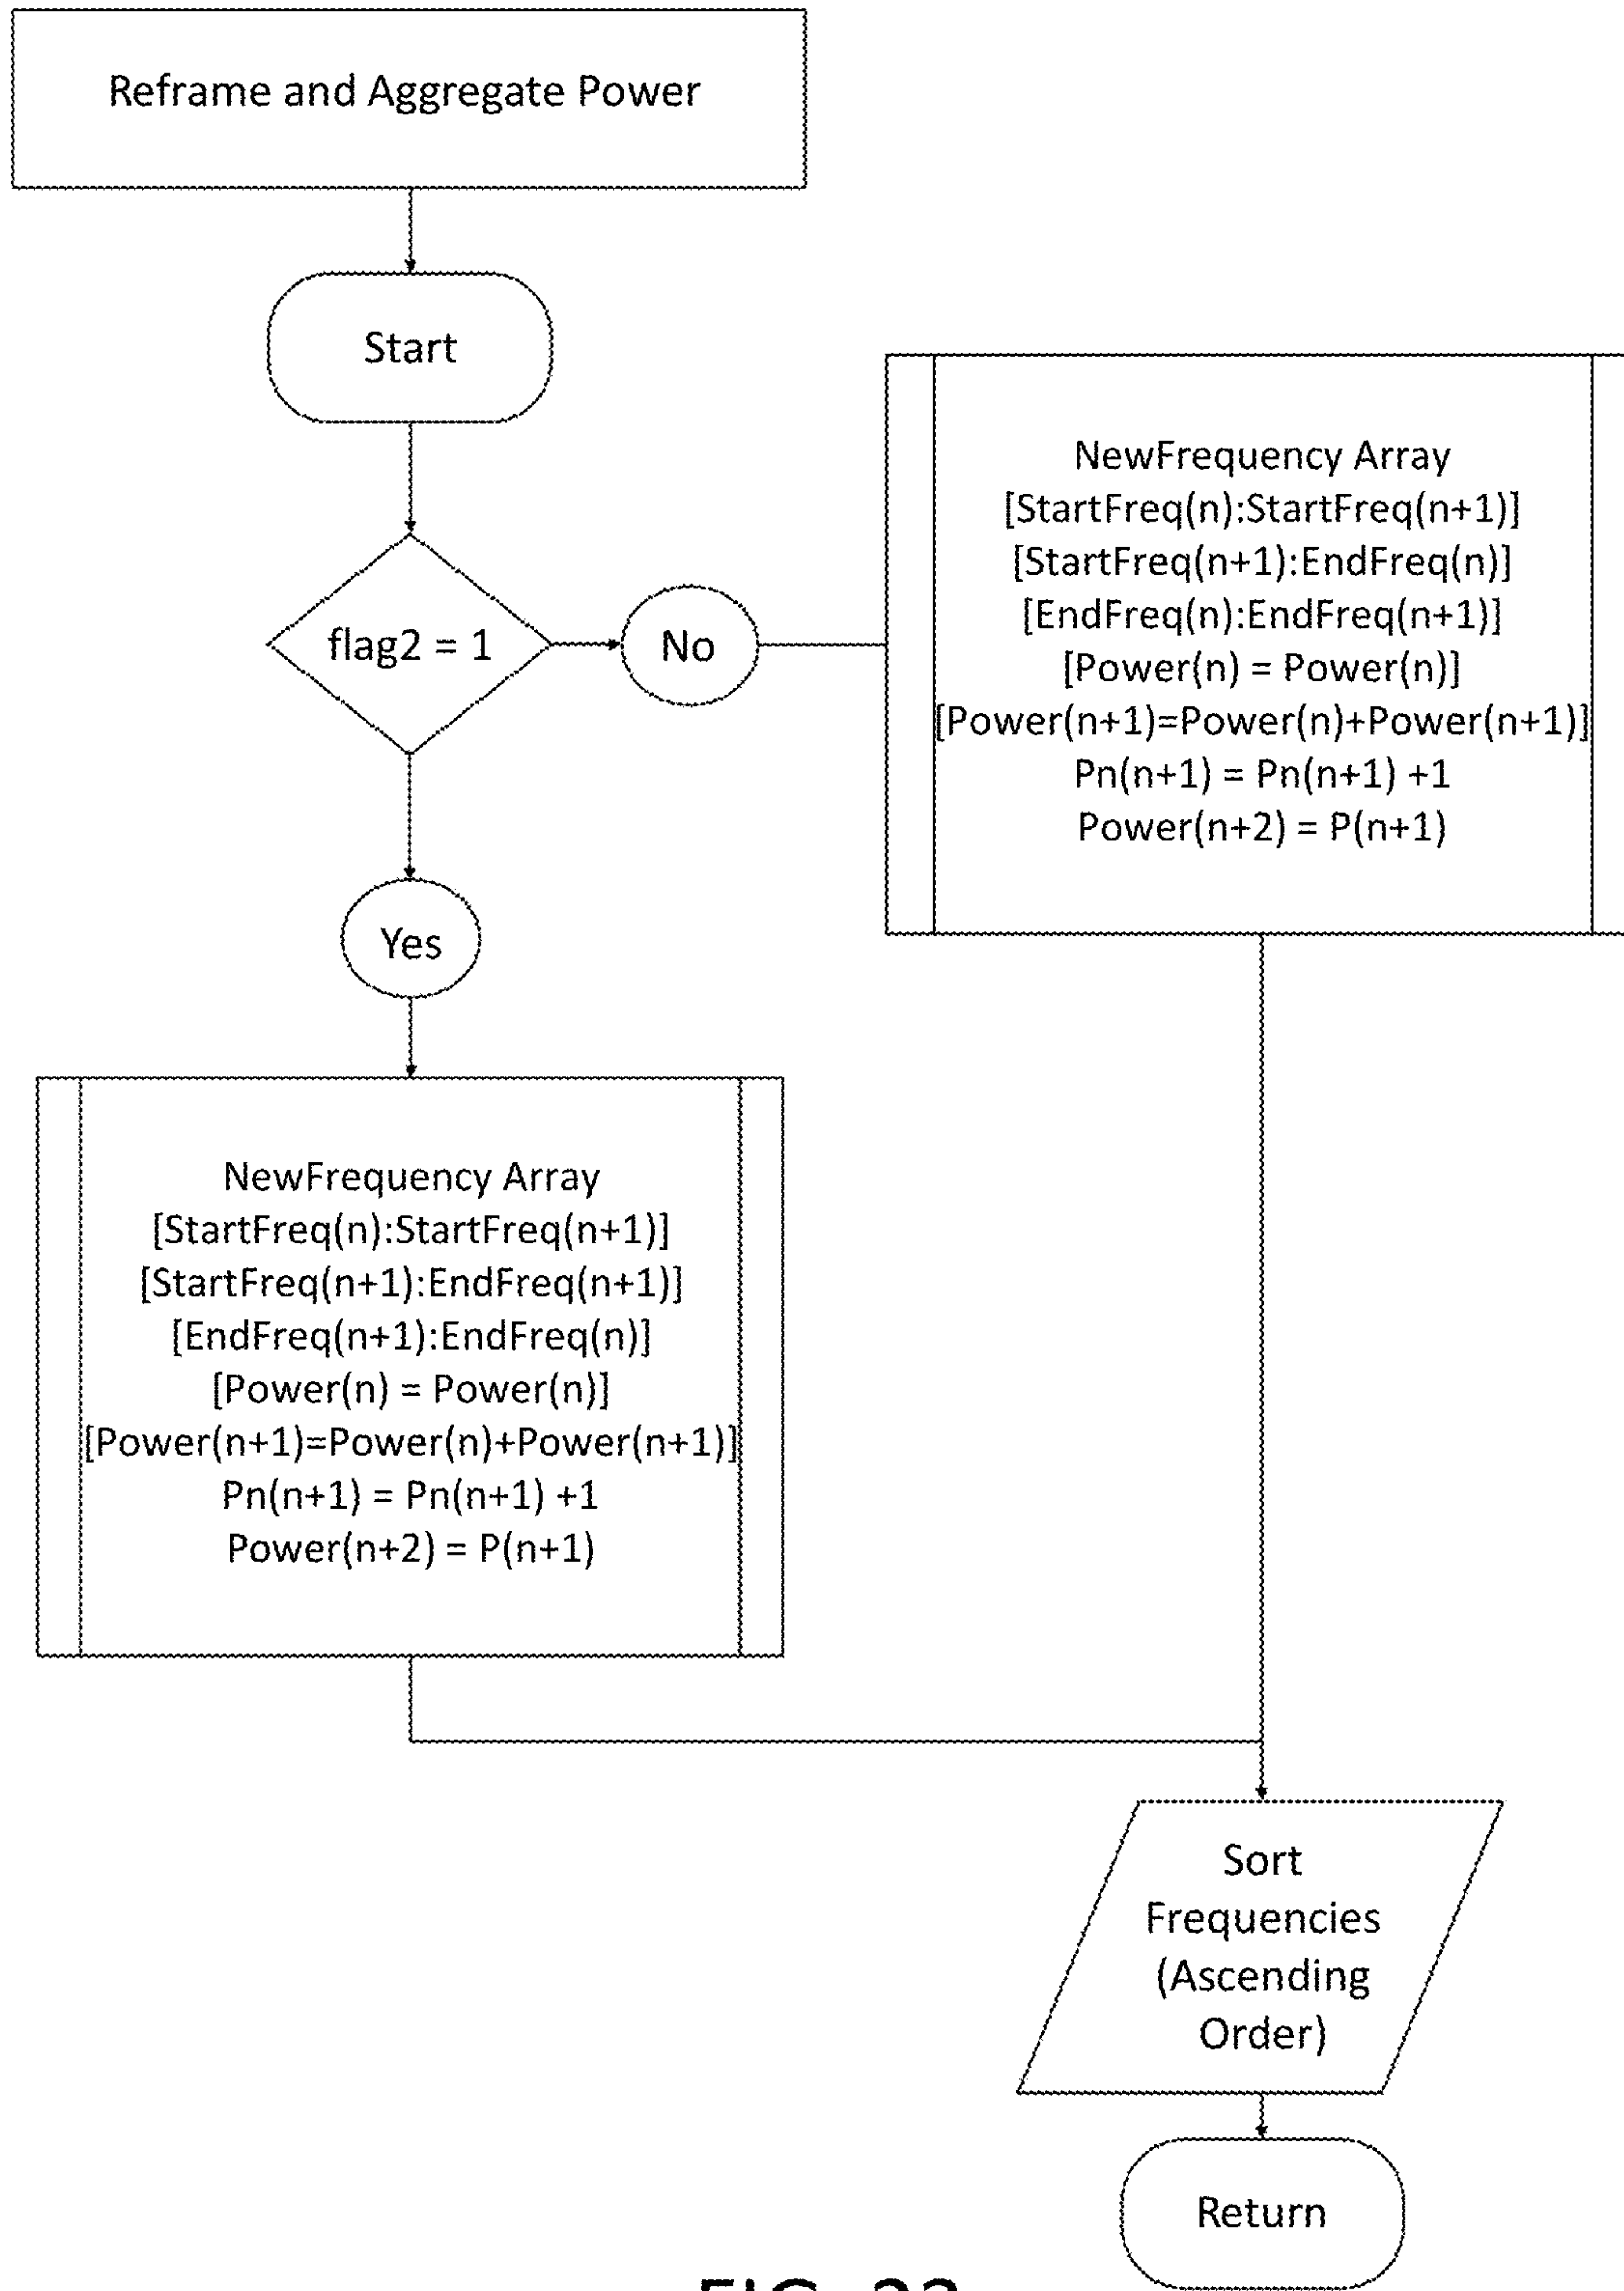 Reframe and Aggregate Power
Start
flag2 = 1
No
NewFrequency Array
[StartFreq(n):StartFreq(n+1)]
[StartFreq(n+1):EndFreq(n)]
[EndFreq(n):EndFreq(n+1)]
[Power(n) = Power(n)]
[Power(n+1)=Power(n)+Power(n+1)]
Pn(n+1) = Pn(n+1) +1
Power(n+2) = P(n+1)
Yes
NewFrequency Array
[StartFreq(n):StartFreq(n+1)]
[StartFreq(n+1):EndFreq(n+1)]
[EndFreq(n+1):EndFreq(n)]
[Power(n) = Power(n)]
[Power(n+1)=Power(n)+Power(n+1)]
Pn(n+1) = Pn(n+1) +1
Power(n+2) = P(n+1)
Sort
Frequencies
(Ascending
Order)
Return